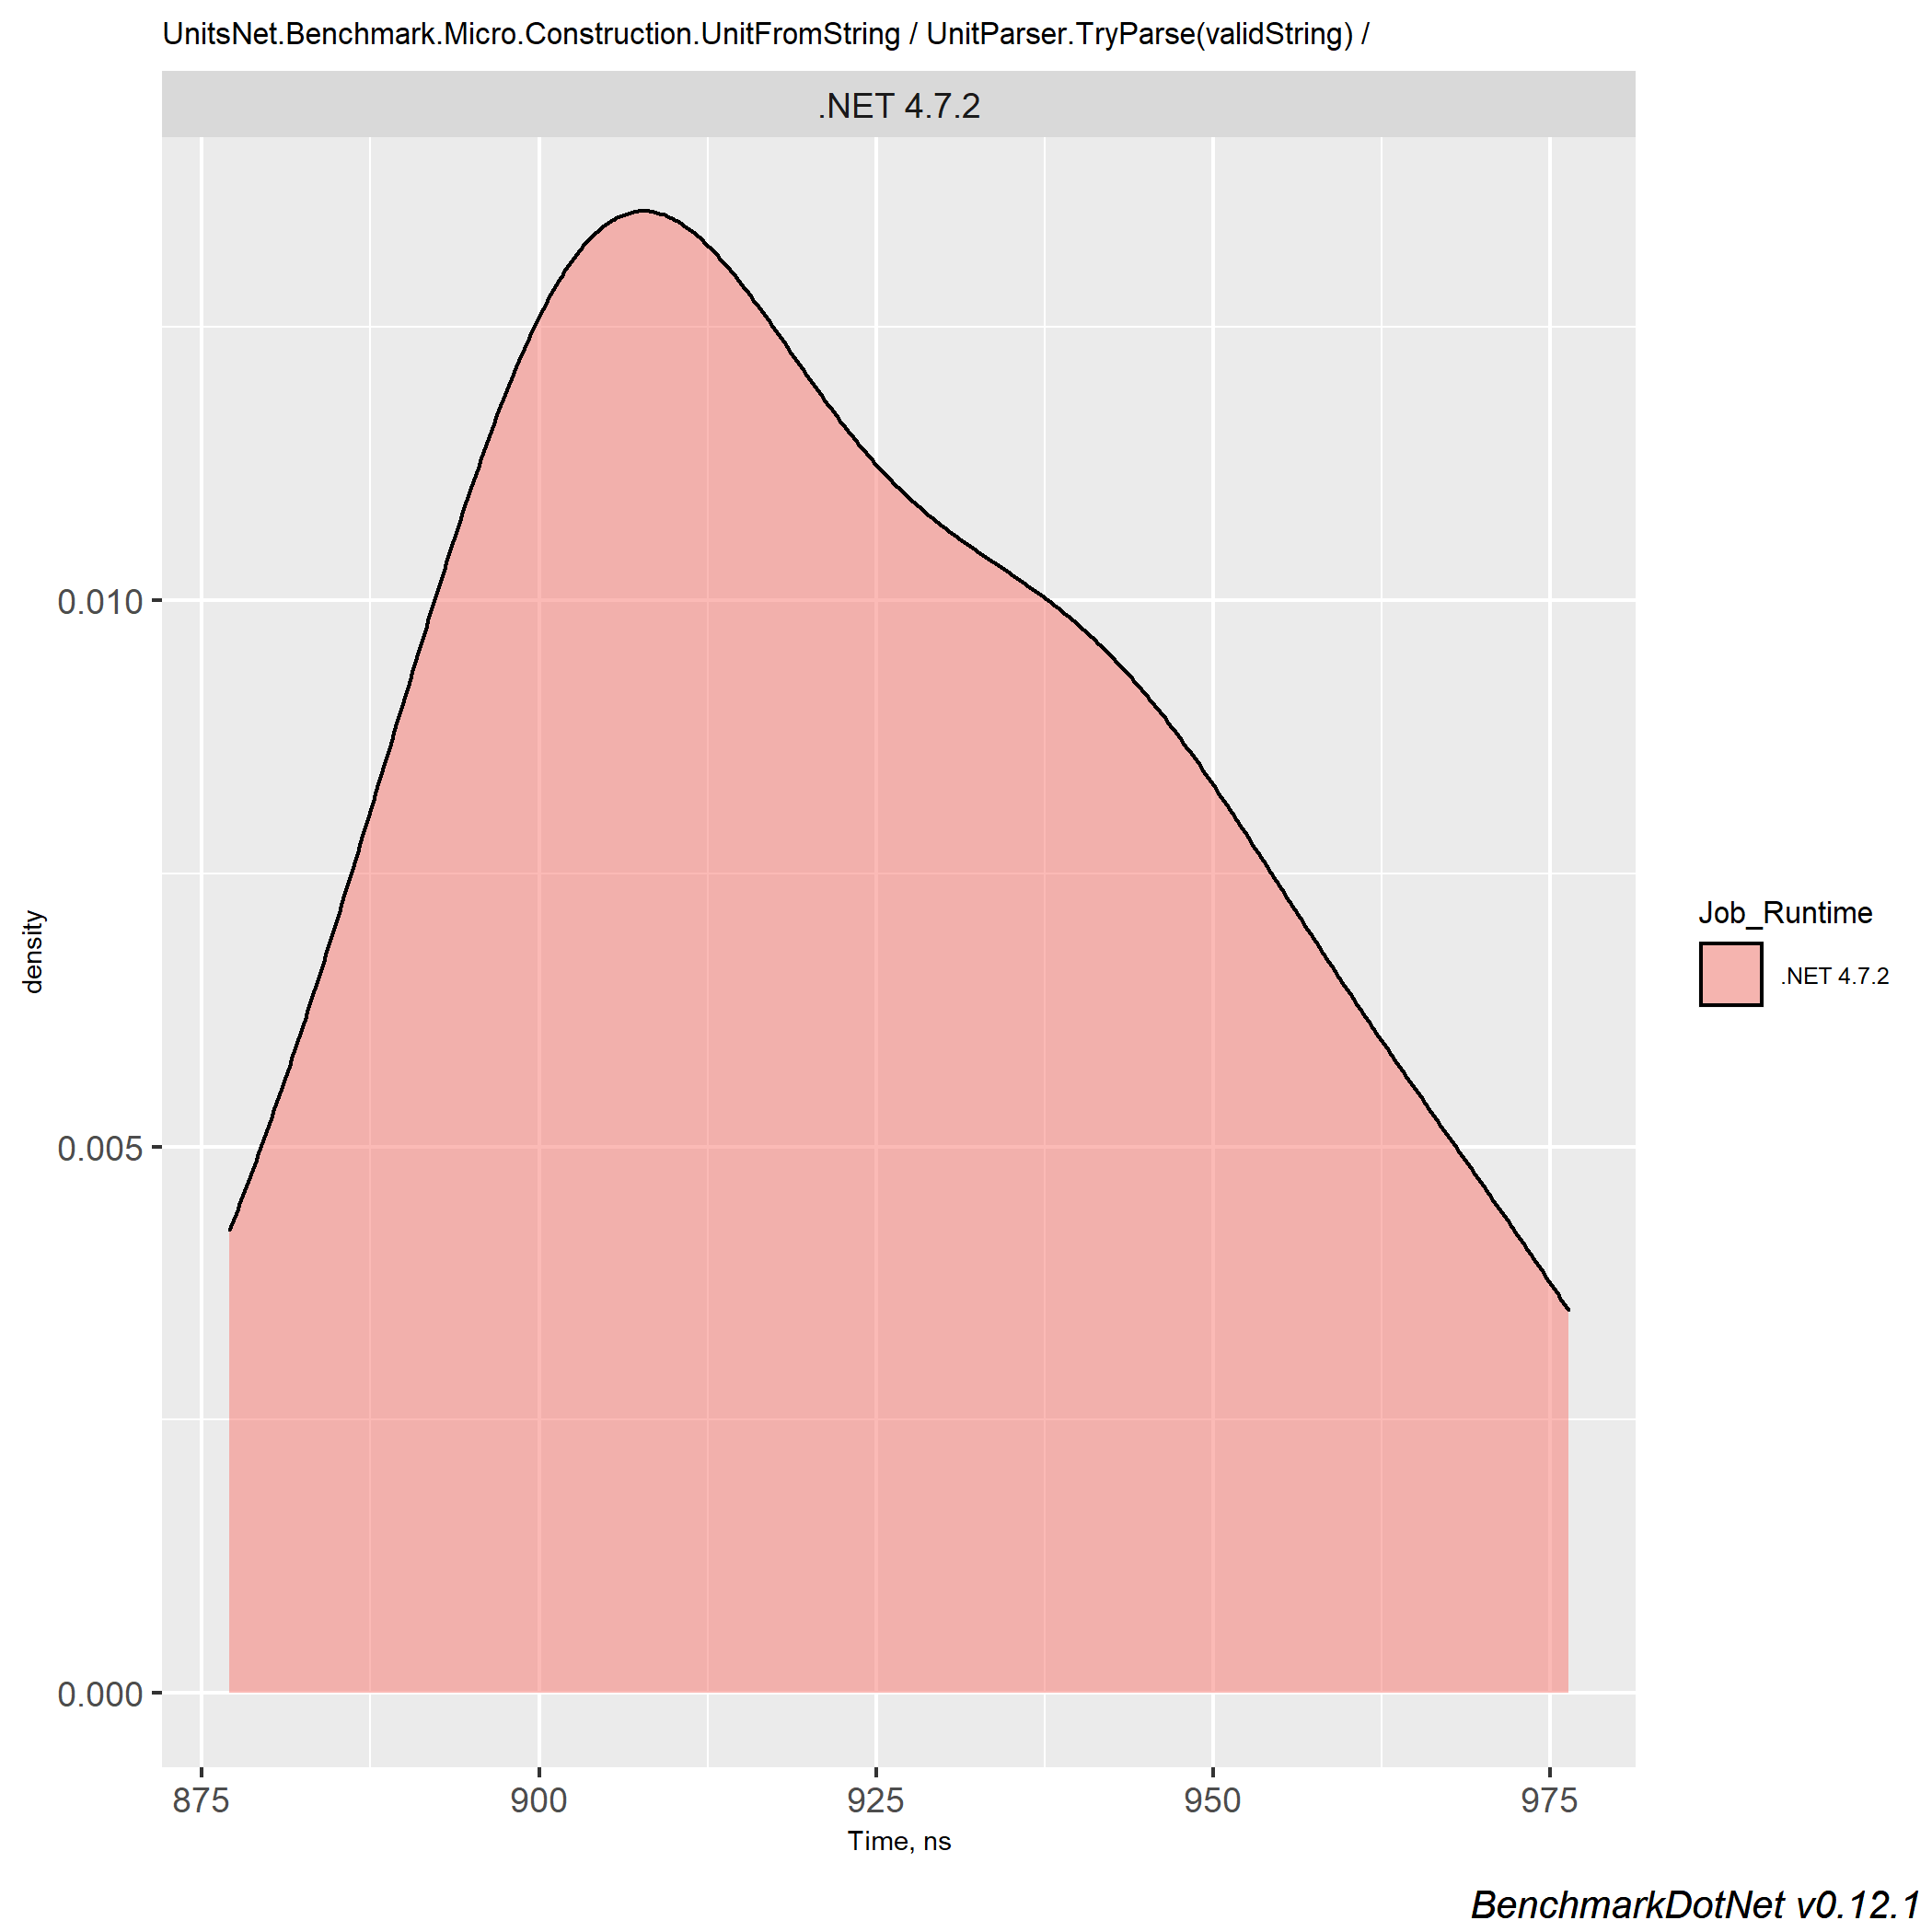 UnitsNet.Benchmark.Micro.Construction.UnitFromString / UnitParser.TryParse(validString) /
.NET 4.7.2
density
0.010
0.005
0.000
875 900 925 950 975
Time, ns
Job_Runtime
.NET 4.7.2
BenchmarkDotNet v0.12.1